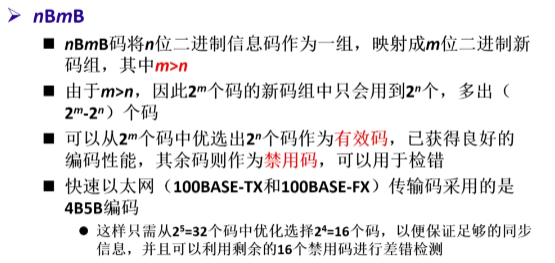 ➢ nBmB
■ nBmB码将n位二进制信息码作为一组，映射成m位二进制新
码组，其中m>n
■ 由于m>n，因此2ᵐ个码的新码组中只会用到2ⁿ个，多出（
2ᵐ-2ⁿ）个码
■ 可以从2ᵐ个码中优选出2ⁿ个码作为有效码，已获得良好的
编码性能，其余码则作为禁用码，可以用于检错
■ 快速以太网（100BASE-TX和100BASE-FX）传输码采用的是
4B5B编码
● 这样只需从2⁵=32个码中优化选择2⁴=16个码，以便保证足够的同步
信息，并且可以利用剩余的16个禁用码进行差错检测